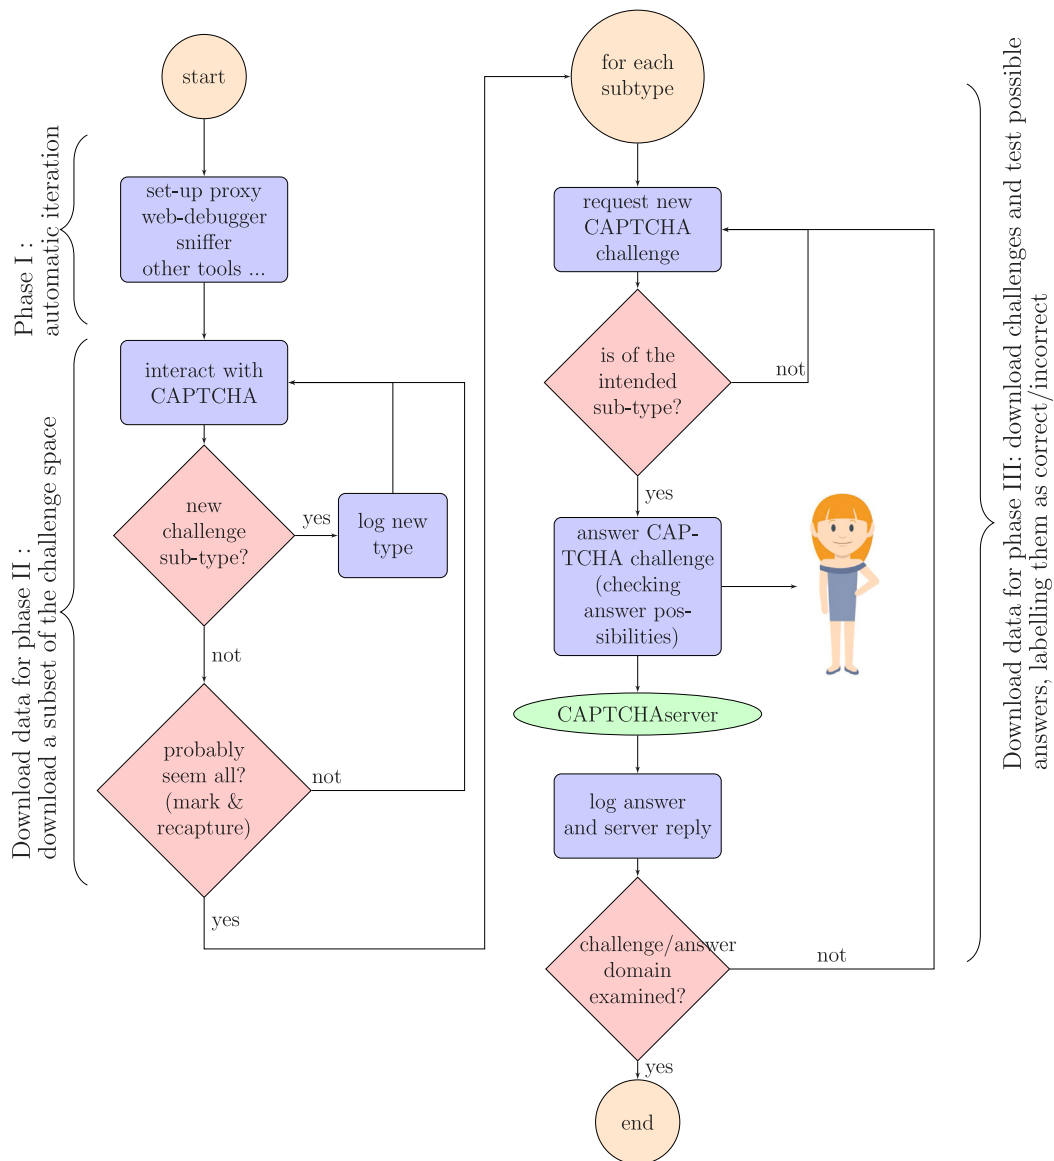 start
Phase I :
automatic iteration
set-up proxy
web-debugger
sniffer
other tools ...
Download data for phase II :
download a subset of the challenge space
interact with
CAPTCHA
new
challenge
sub-type?
yes
log new
type
not
probably
seem all?
(mark &
recapture)
not
yes
for each
subtype
request new
CAPTCHA
challenge
is of the
intended
sub-type?
not
yes
answer CAP-
TCHA challenge
(checking
answer pos-
sibilities)
CAPTCHAserver
log answer
and server reply
challenge/answer
domain
examined?
not
yes
end
Download data for phase III: download challenges and test possible
answers, labelling them as correct/incorrect